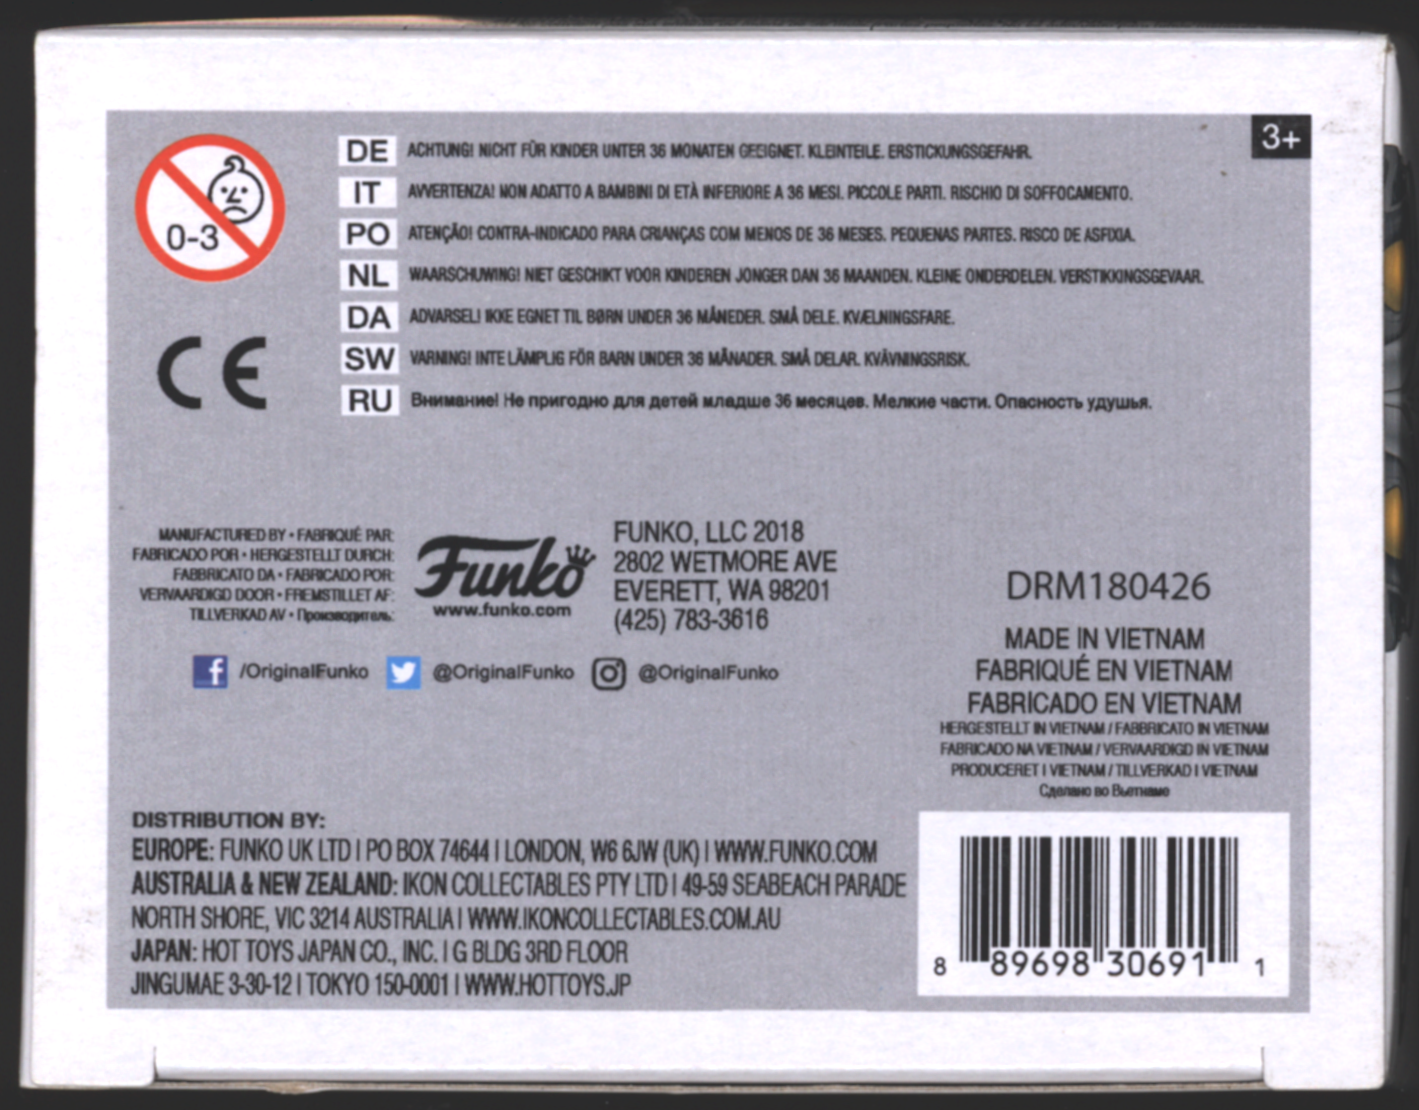 3+
0-3
DE ACHTUNG! NICHT FÜR KINDER UNTER 36 MONATEN GEEIGNET. KLEINTEILE. ERSTICKUNGSGEFAHR.
IT AVVERTENZA! NON ADATTO A BAMBINI DI ETÀ INFERIORE A 36 MESI. PICCOLE PARTI. RISCHIO DI SOFFOCAMENTO.
PO ATENÇÃO! CONTRA-INDICADO PARA CRIANÇAS COM MENOS DE 36 MESES. PEQUENAS PARTES. RISCO DE ASFIXIA.
NL WAARSCHUWING! NIET GESCHIKT VOOR KINDEREN JONGER DAN 36 MAANDEN. KLEINE ONDERDELEN. VERSTIKKINGSGEVAAR.
DA ADVARSEL! IKKE EGNET TIL BØRN UNDER 36 MÅNEDER. SMÅ DELE. KVÆLNINGSFARE.
SW VARNING! INTE LÄMPLIG FÖR BARN UNDER 36 MÅNADER. SMÅ DELAR. KVÄVNINGSRISK.
RU Внимание! Не пригодно для детей младше 36 месяцев. Мелкие части. Опасность удушья.
CE
MANUFACTURED BY • FABRIQUÉ PAR:
FABRICADO POR • HERGESTELLT DURCH:
FABBRICATO DA • FABRICADO POR:
VERVAARDIGD DOOR • FREMSTILLET AF:
TILLVERKAD AV • Производитель:
Funko
www.funko.com
FUNKO, LLC 2018
2802 WETMORE AVE
EVERETT, WA 98201
(425) 783-3616
/OriginalFunko @OriginalFunko @OriginalFunko
DRM180426
MADE IN VIETNAM
FABRIQUÉ EN VIETNAM
FABRICADO EN VIETNAM
HERGESTELLT IN VIETNAM / FABBRICATO IN VIETNAM
FABRICADO NA VIETNAM / VERVAARDIGD IN VIETNAM
PRODUCERET I VIETNAM / TILLVERKAD I VIETNAM
Сделано во Вьетнаме
DISTRIBUTION BY:
EUROPE: FUNKO UK LTD | PO BOX 74644 | LONDON, W6 6JW (UK) | WWW.FUNKO.COM
AUSTRALIA & NEW ZEALAND: IKON COLLECTABLES PTY LTD | 49-59 SEABEACH PARADE
NORTH SHORE, VIC 3214 AUSTRALIA | WWW.IKONCOLLECTABLES.COM.AU
JAPAN: HOT TOYS JAPAN CO., INC. | G BLDG 3RD FLOOR
JINGUMAE 3-30-12 | TOKYO 150-0001 | WWW.HOTTOYS.JP
8 89698 30691 1